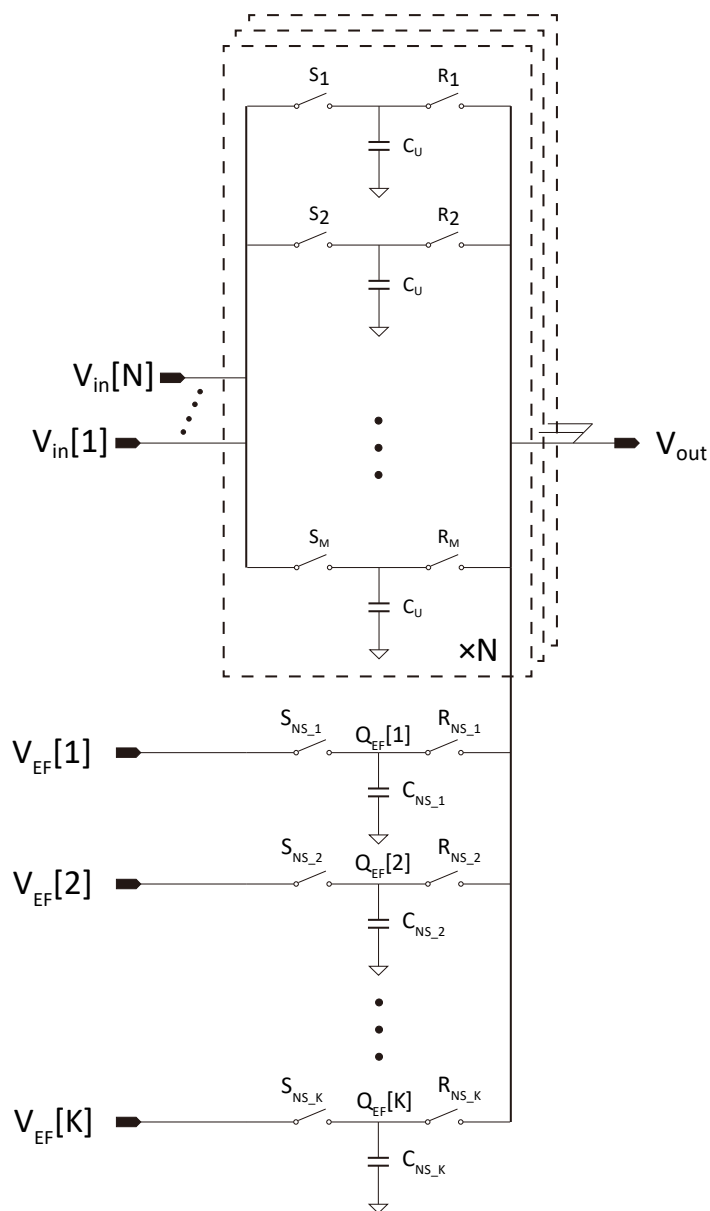 S1 R1
CU
S2 R2
CU
Vin[N]
Vin[1]
Vout
SM RM
CU
×N
SNS_1 QEF[1] RNS_1
VEF[1]
CNS_1
SNS_2 QEF[2] RNS_2
VEF[2]
CNS_2
SNS_K QEF[K] RNS_K
VEF[K]
CNS_K